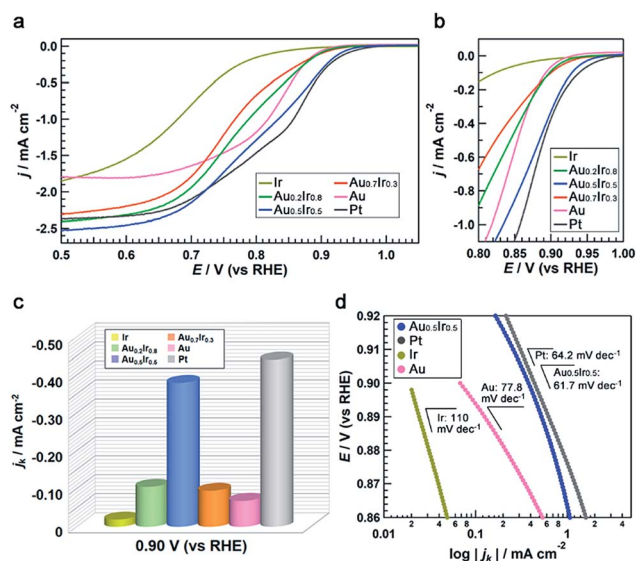 a
0.0
-0.5
-1.0
-1.5
-2.0
-2.5
j / mA cm-2
Ir
Au0.2Ir0.8
Au0.5Ir0.5
Au0.7Ir0.3
Au
Pt
0.5 0.6 0.7 0.8 0.9 1.0
E / V (vs RHE)
b
0.0
-0.2
-0.4
-0.6
-0.8
-1.0
j / mA cm-2
Ir
Au0.2Ir0.8
Au0.5Ir0.5
Au0.7Ir0.3
Au
Pt
0.80 0.85 0.90 0.95 1.00
E / V (vs RHE)
c
-0.50
-0.40
-0.30
-0.20
-0.10
0
jk / mA cm-2
Ir
Au0.2Ir0.8
Au0.5Ir0.5
Au0.7Ir0.3
Au
Pt
0.90 V (vs RHE)
d
0.92
0.91
0.90
0.89
0.88
0.87
0.86
E / V (vs RHE)
Au0.5Ir0.5
Pt
Ir
Au
Pt: 64.2 mV dec-1
Au0.5Ir0.5:
61.7 mV dec-1
Au: 77.8
mV dec-1
Ir: 110
mV dec-1
0.01 2 4 6 8 0.1 2 4 6 8 1 2 4
log | jk | / mA cm-2